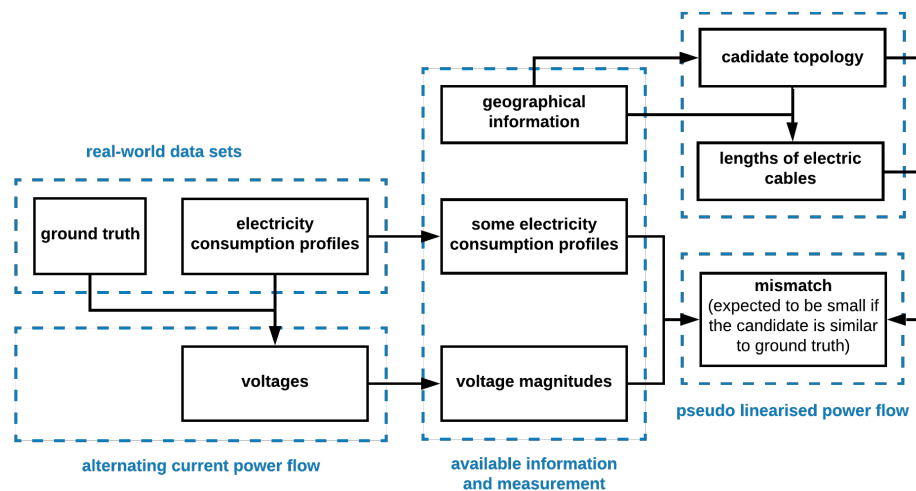 real-world data sets
ground truth
electricity
consumption profiles
voltages
alternating current power flow
geographical
information
some electricity
consumption profiles
voltage magnitudes
available information
and measurement
cadidate topology
lengths of electric
cables
mismatch
(expected to be small if
the candidate is similar
to ground truth)
pseudo linearised power flow